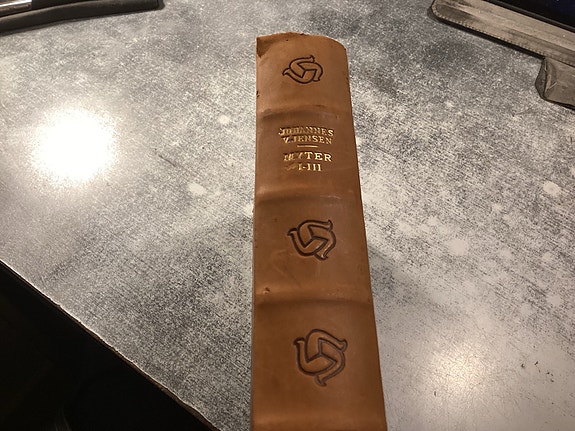 JOHANNES
V. JENSEN
MYTER
I-III